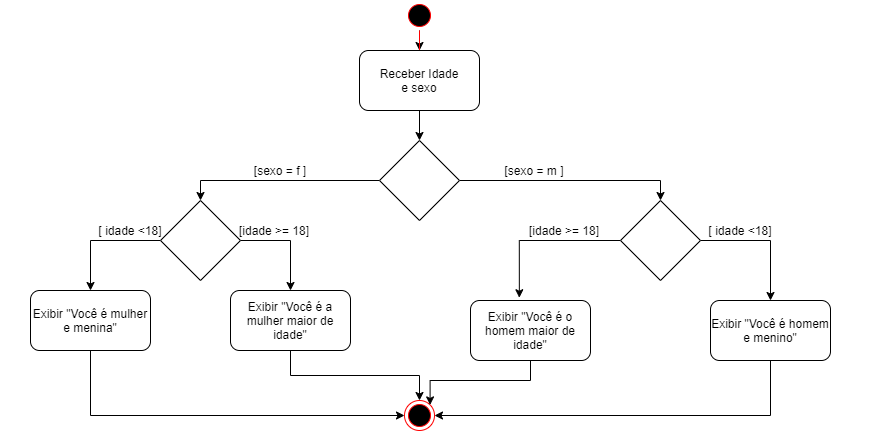 Receber Idade
e sexo
[sexo = f ]
[sexo = m ]
[ idade <18]
[idade >= 18]
[idade >= 18]
[ idade <18]
Exibir "Você é mulher
e menina"
Exibir "Você é a
mulher maior de
idade"
Exibir "Você é o
homem maior de
idade"
Exibir "Você é homem
e menino"